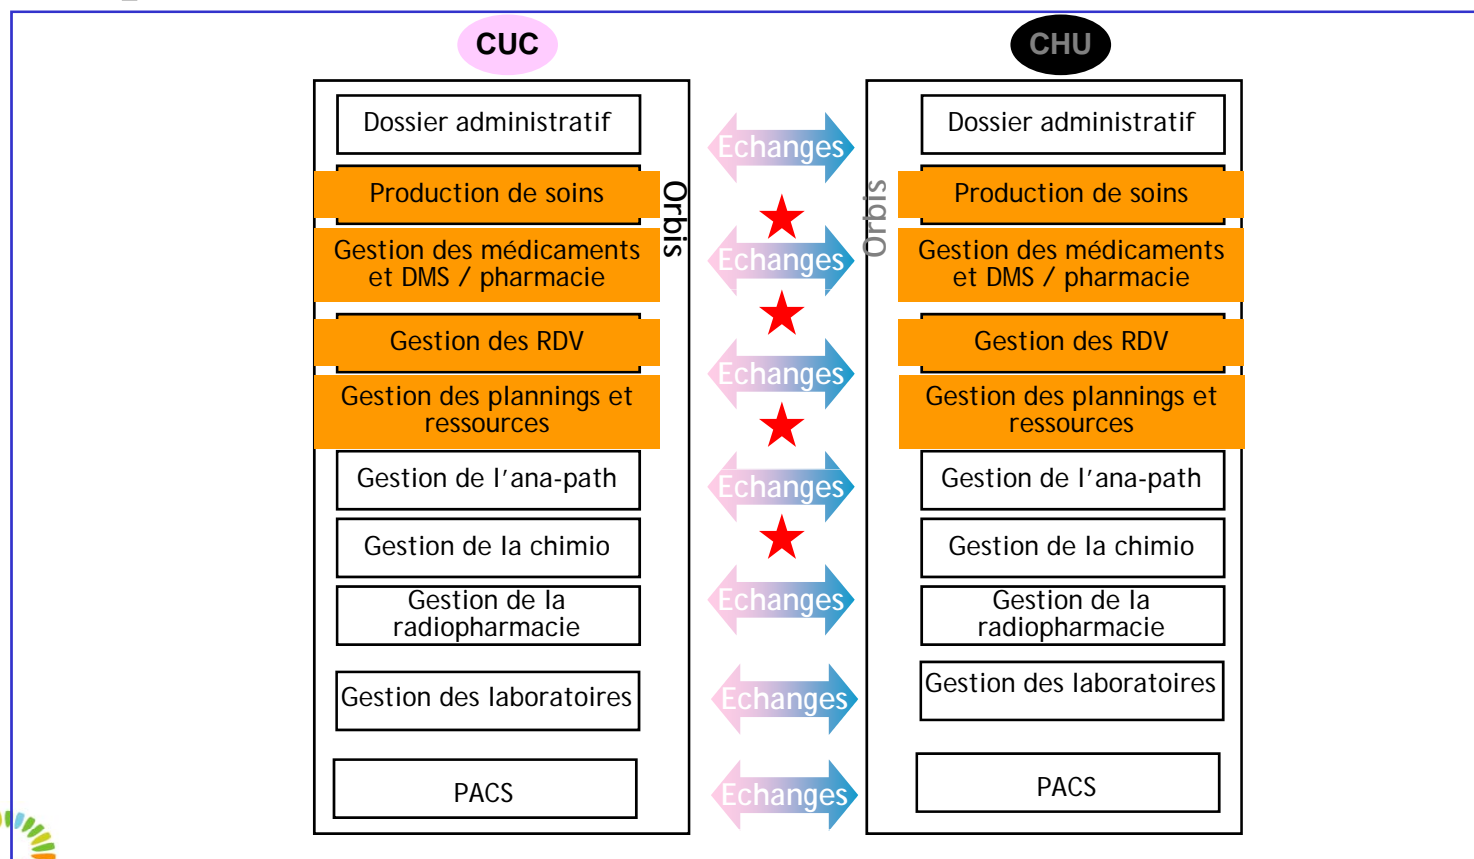 CUC
CHU
Dossier administratif
Echanges
Dossier administratif
Production de soins
Orbis
Orbis
Production de soins
Gestion des médicaments
et DMS / pharmacie
Echanges
Gestion des médicaments
et DMS / pharmacie
Gestion des RDV
Echanges
Gestion des RDV
Gestion des plannings et
ressources
Gestion des plannings et
ressources
Gestion de l'ana-path
Echanges
Gestion de l'ana-path
Gestion de la chimio
Gestion de la chimio
Gestion de la
radiopharmacie
Echanges
Gestion de la
radiopharmacie
Gestion des laboratoires
Echanges
Gestion des laboratoires
PACS
Echanges
PACS